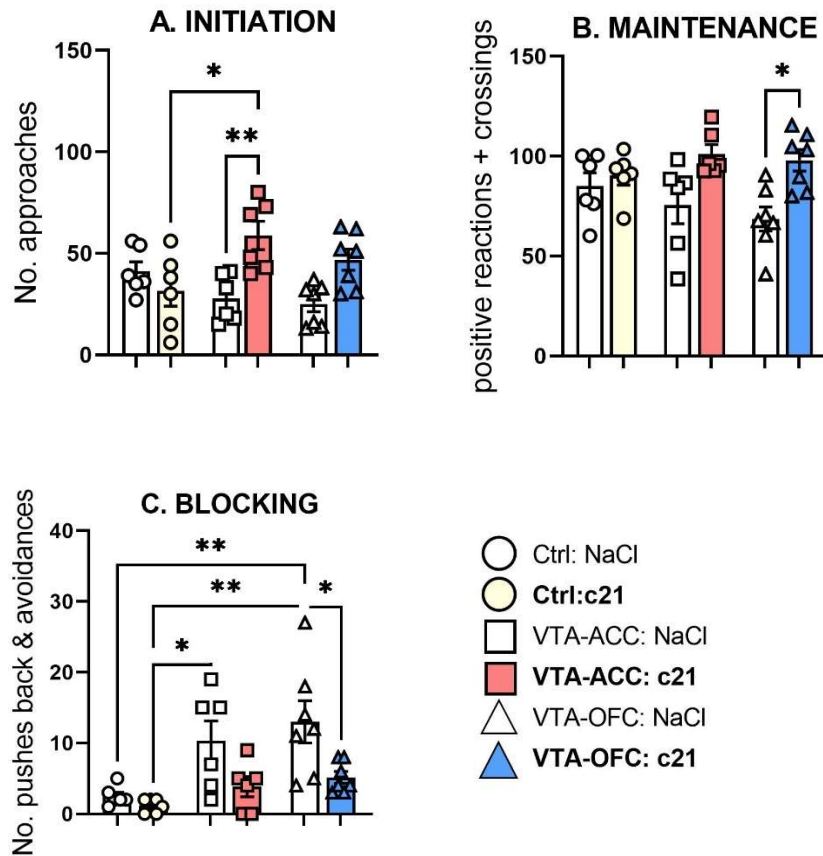 A. INITIATION
No. approaches
150
100
50
0
*
**
B. MAINTENANCE
positive reactions + crossings
150
100
50
0
*
C. BLOCKING
No. pushes back & avoidances
40
30
20
10
0
**
**
*
*
Ctrl: NaCl
Ctrl:c21
VTA-ACC: NaCl
VTA-ACC: c21
VTA-OFC: NaCl
VTA-OFC: c21